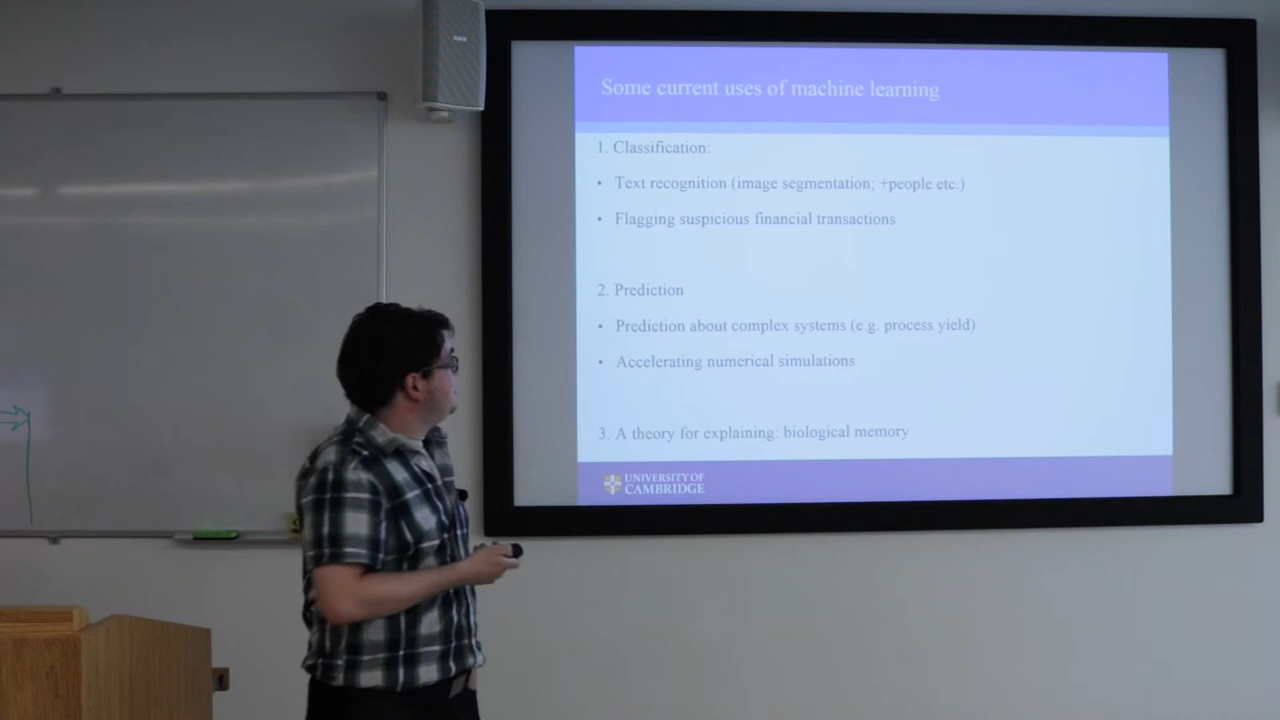 Some current uses of machine learning
1. Classification:
• Text recognition (image segmentation; +people etc.)
• Flagging suspicious financial transactions
2. Prediction
• Prediction about complex systems (e.g. process yield)
• Accelerating numerical simulations
3. A theory for explaining: biological memory
UNIVERSITY OF
CAMBRIDGE